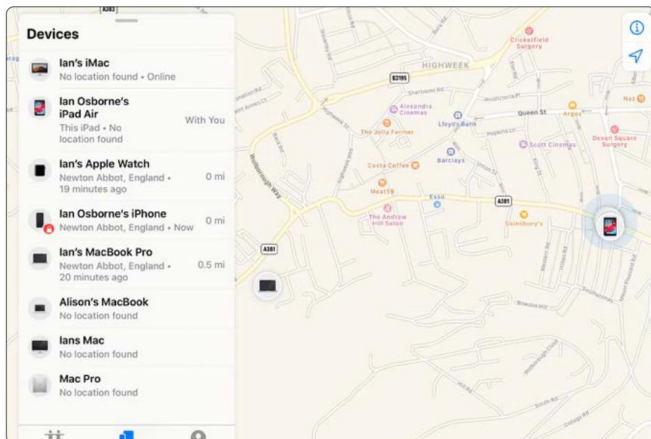 Devices
Ian's iMac
No location found • Online
Ian Osborne's
iPad Air
This iPad • No
location found
With You
Ian's Apple Watch
Newton Abbot, England •
19 minutes ago
0 mi
Ian Osborne's iPhone
Newton Abbot, England • Now
0 mi
Ian's MacBook Pro
Newton Abbot, England •
20 minutes ago
0.5 mi
Alison's MacBook
No location found
Ians Mac
No location found
Mac Pro
No location found
A383
Cricketfield
Surgery
HIGHWEEK
B3195
Alexandra
Cinemas
Queen St
Argos
The Jolly Farmer
Lloyds Bank
Scott Cinemas
Devon Square
Surgery
Costa Coffee
Barclays
Meat59
Esso
A381
The Andrew
Hill Salon
Sainsbury's
A381